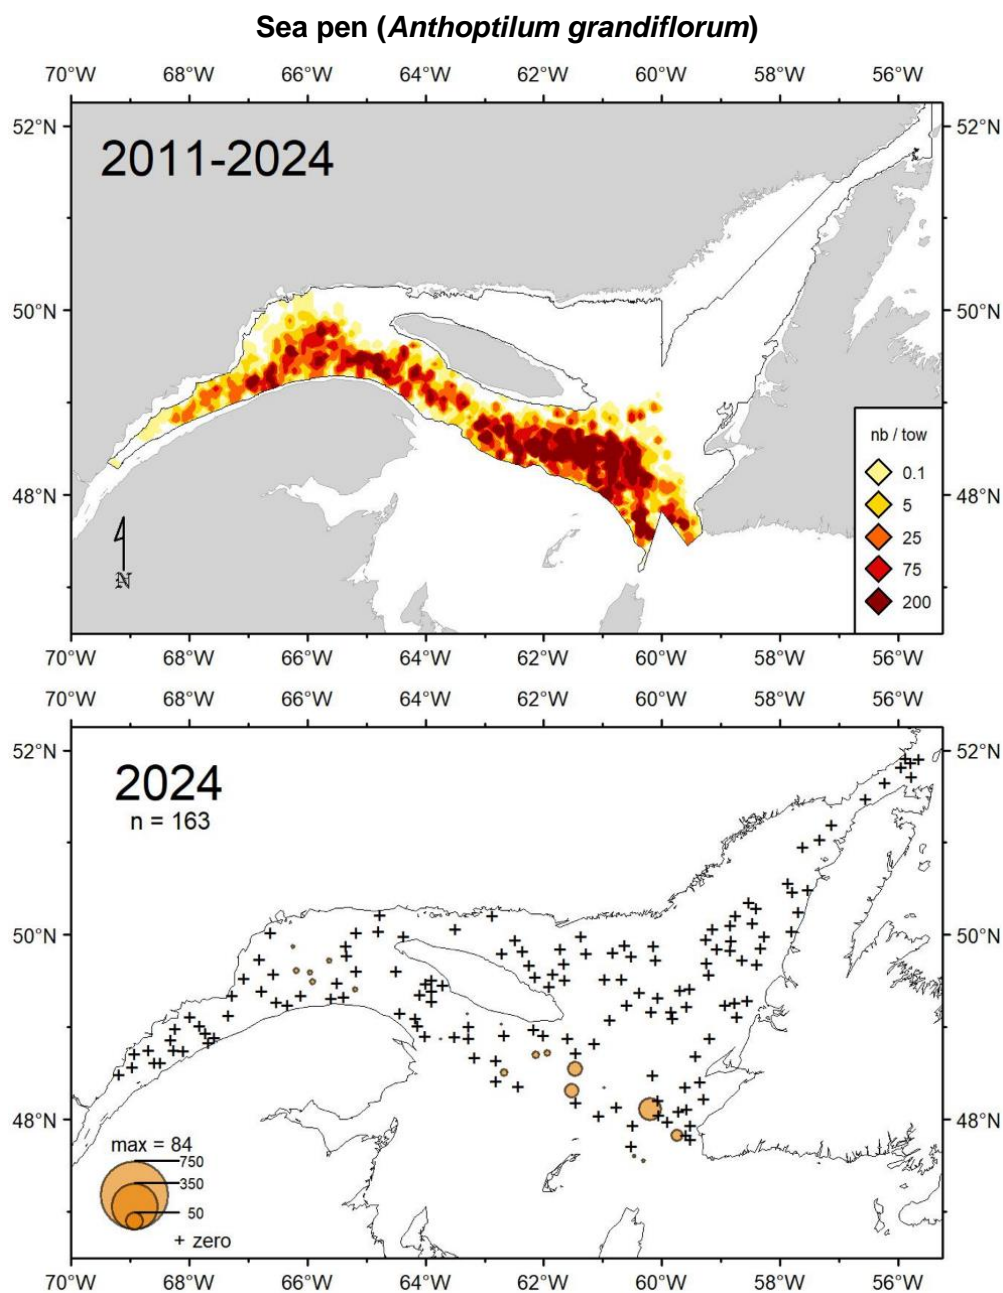 Sea pen (Anthoptilum grandiflorum)
70°W 68°W 66°W 64°W 62°W 60°W 58°W 56°W
2011-2024
52°N 52°N
50°N 50°N
48°N 48°N
nb / tow
0.1
5
25
75
200
N
70°W 68°W 66°W 64°W 62°W 60°W 58°W 56°W
70°W 68°W 66°W 64°W 62°W 60°W 58°W 56°W
52°N 52°N
2024
n = 163
50°N 50°N
48°N 48°N
max = 84
750
350
50
+ zero
70°W 68°W 66°W 64°W 62°W 60°W 58°W 56°W